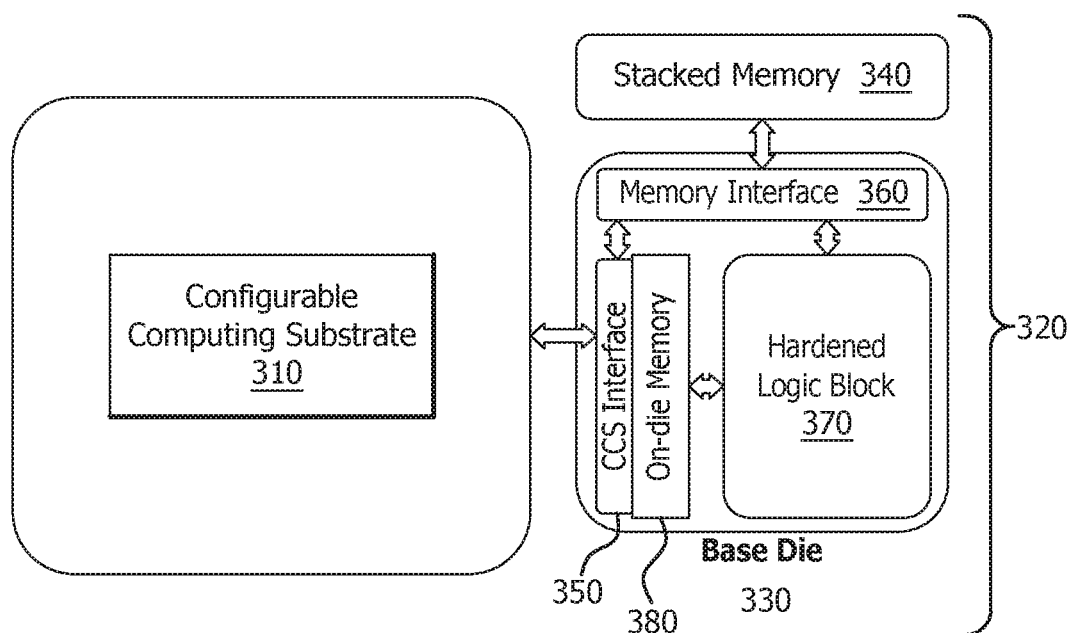 Stacked Memory 340
Memory Interface 360
Configurable
Computing Substrate
310
CCS Interface
On-die Memory
Hardened
Logic Block
370
320
Base Die
350
330
380